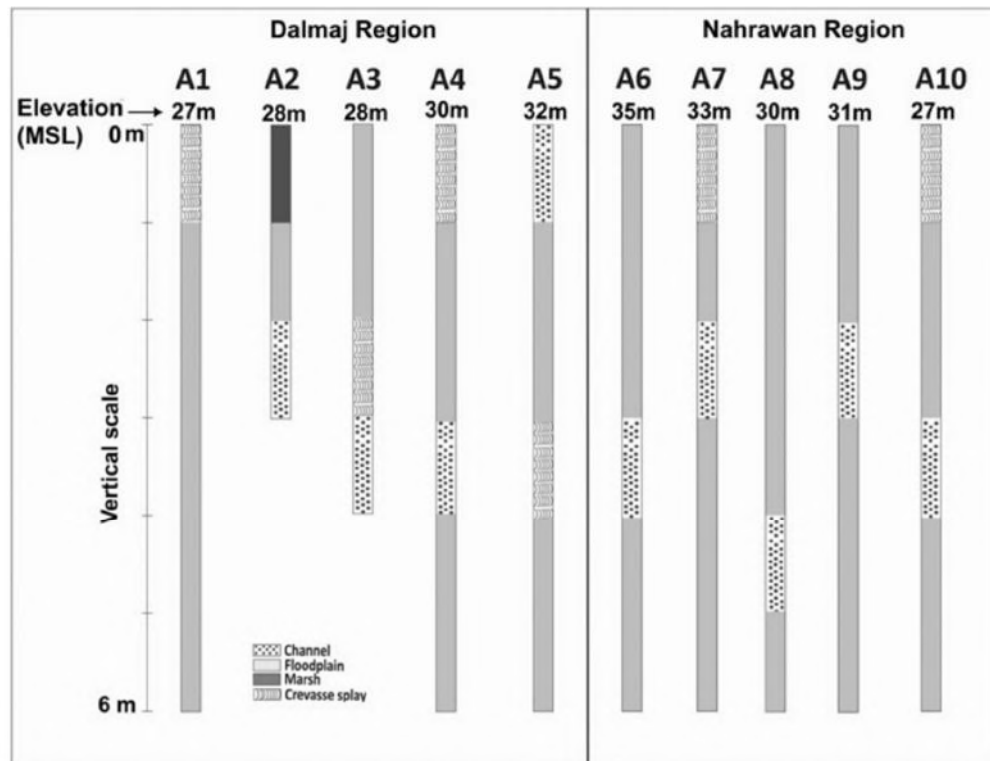 Dalmaj Region
Nahrawan Region
A1 A2 A3 A4 A5 A6 A7 A8 A9 A10
Elevation
(MSL)
27m 28m 28m 30m 32m 35m 33m 30m 31m 27m
0 m
Vertical scale
6 m
Channel
Floodplain
Marsh
Crevasse splay